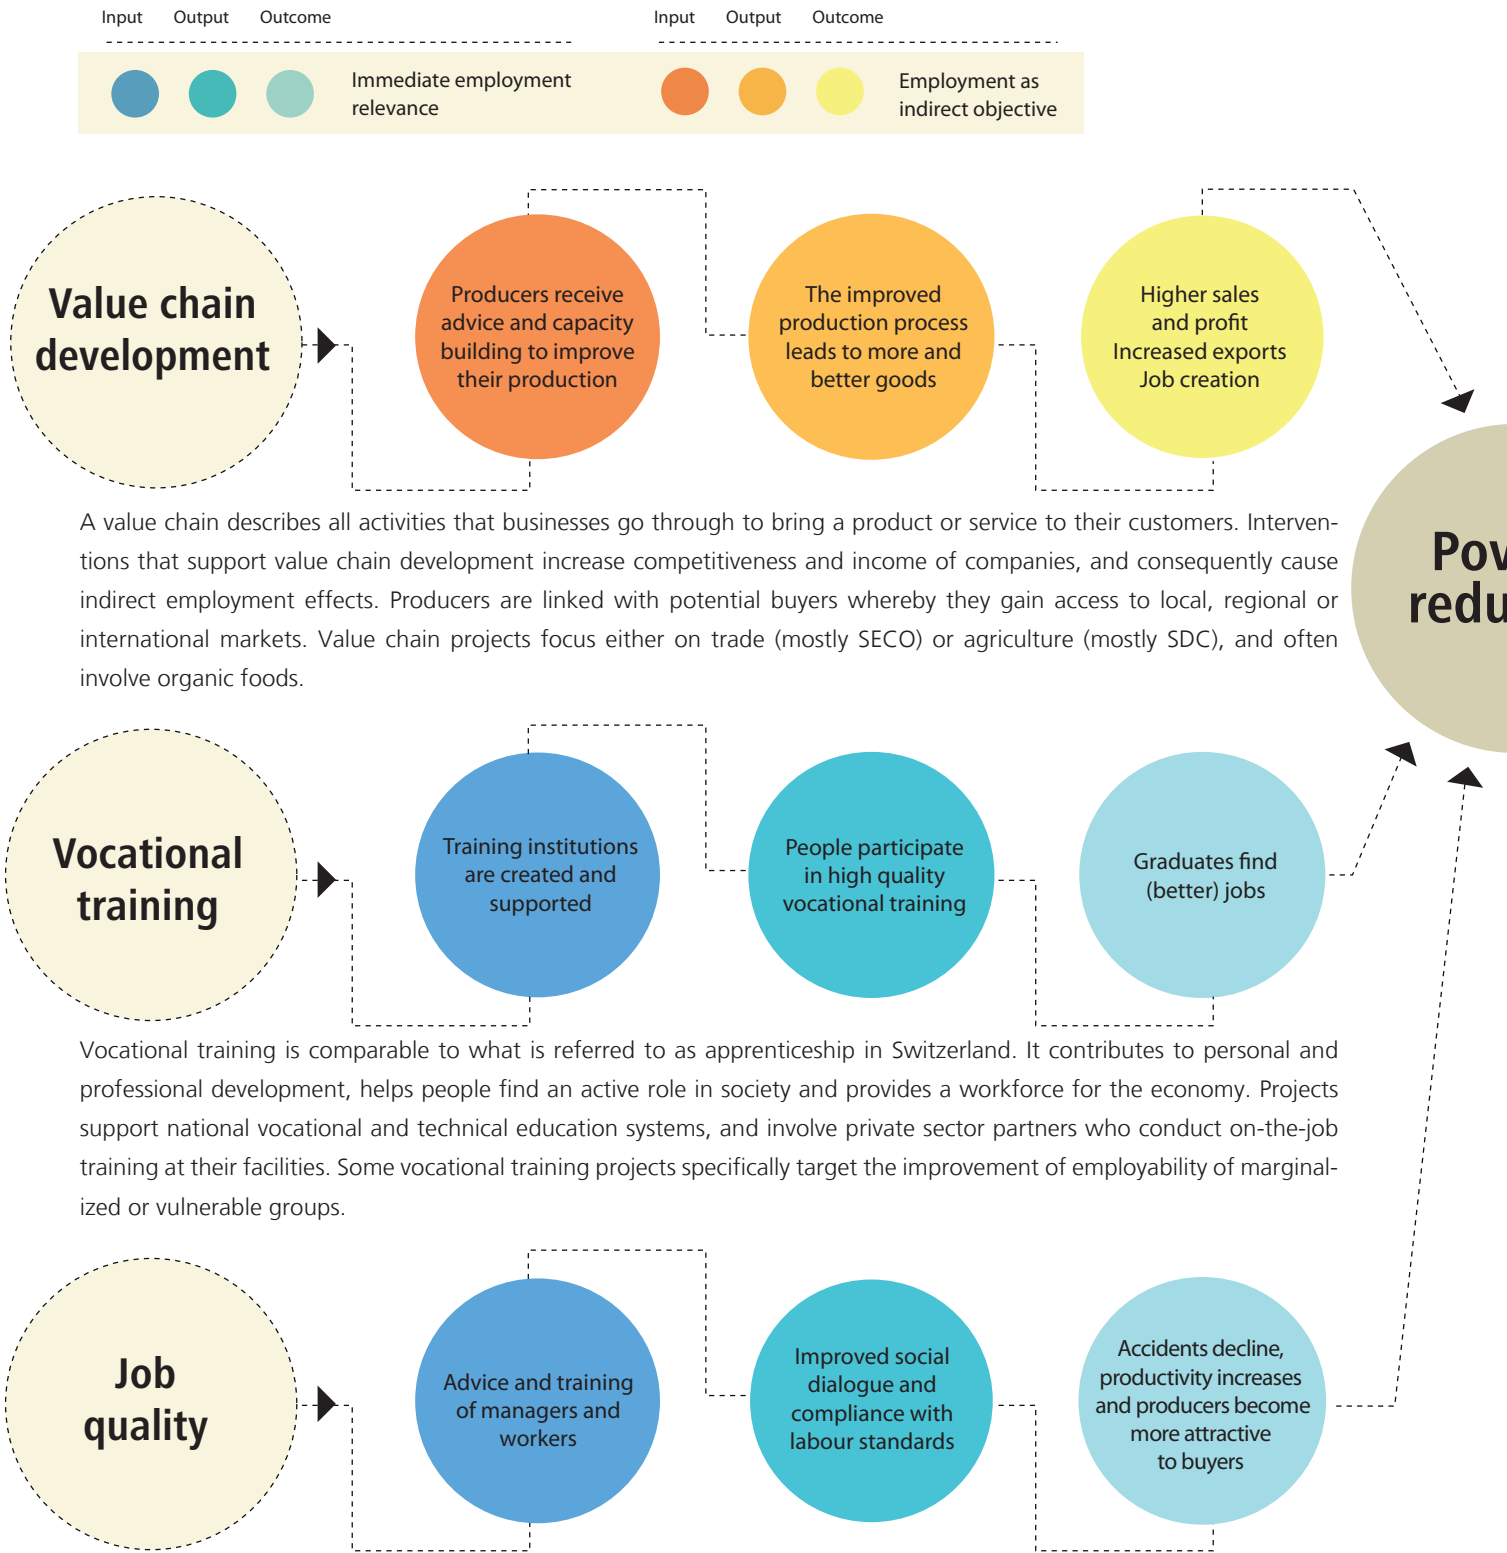 Input Output Outcome
Immediate employment
relevance
Input Output Outcome
Employment as
indirect objective
Value chain
development
Producers receive
advice and capacity
building to improve
their production
The improved
production process
leads to more and
better goods
Higher sales
and profit
Increased exports
Job creation
A value chain describes all activities that businesses go through to bring a product or service to their customers. Interven-
tions that support value chain development increase competitiveness and income of companies, and consequently cause
indirect employment effects. Producers are linked with potential buyers whereby they gain access to local, regional or
international markets. Value chain projects focus either on trade (mostly SECO) or agriculture (mostly SDC), and often
involve organic foods.
Pov
redu
Vocational
training
Training institutions
are created and
supported
People participate
in high quality
vocational training
Graduates find
(better) jobs
Vocational training is comparable to what is referred to as apprenticeship in Switzerland. It contributes to personal and
professional development, helps people find an active role in society and provides a workforce for the economy. Projects
support national vocational and technical education systems, and involve private sector partners who conduct on-the-job
training at their facilities. Some vocational training projects specifically target the improvement of employability of marginal-
ized or vulnerable groups.
Job
quality
Advice and training
of managers and
workers
Improved social
dialogue and
compliance with
labour standards
Accidents decline,
productivity increases
and producers become
more attractive
to buyers